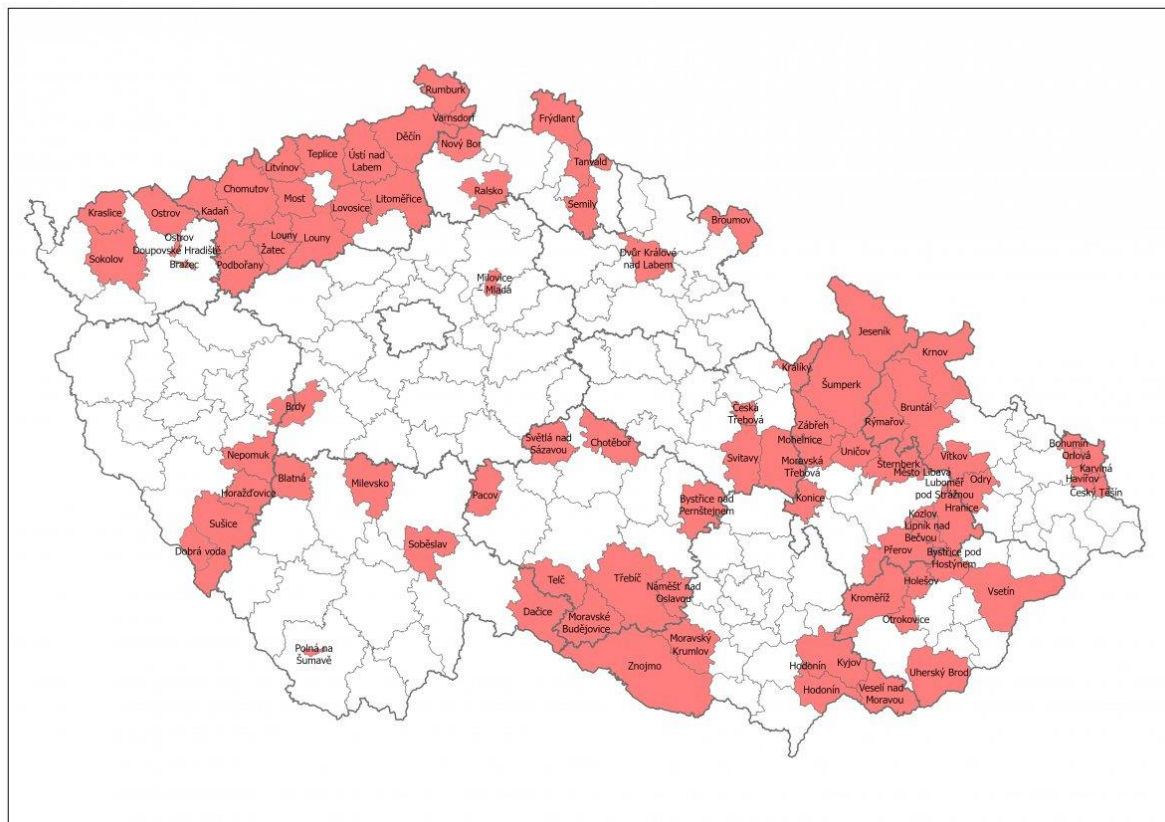 Rumburk
Varnsdorf
Frýdlant
Děčín
Nový Bor
Teplice
Ústí nad
Labem
Litvínov
Tanvald
Chomutov
Most
Ralsko
Litoměřice
Semily
Lovosice
Kraslice
Ostrov
Kadaň
Broumov
Louny
Louny
Ostrov
Doupovské Hradiště
Žatec
Dvůr Králové
nad Labem
Sokolov
Bražec
Podbořany
Milovice
– Mladá
Jeseník
Krnov
Králíky
Šumperk
Brdy
Česká
Třebová
Bruntál
Rýmařov
Zábřeh
Světlá nad
Sázavou
Chotěboř
Mohelnice
Bohumín
Orlová
Nepomuk
Svitavy
Moravská
Třebová
Uničov
Šternberk
Vítkov
Město Libavá
Karviná
Havířov
Český Těšín
Blatná
Milevsko
Luboměř
pod Strážnou
Odry
Horažďovice
Pacov
Bystřice nad
Pernštejnem
Konice
Hranice
Kozlov
Lipník nad
Bečvou
Sušice
Soběslav
Dobrá voda
Přerov
Bystřice pod
Hostýnem
Telč
Třebíč
Náměšť nad
Oslavou
Holešov
Vsetín
Kroměříž
Dačice
Moravské
Budějovice
Otrokovice
Moravský
Krumlov
Polná na
Šumavě
Znojmo
Hodonín
Kyjov
Uherský Brod
Hodonín
Veselí nad
Moravou